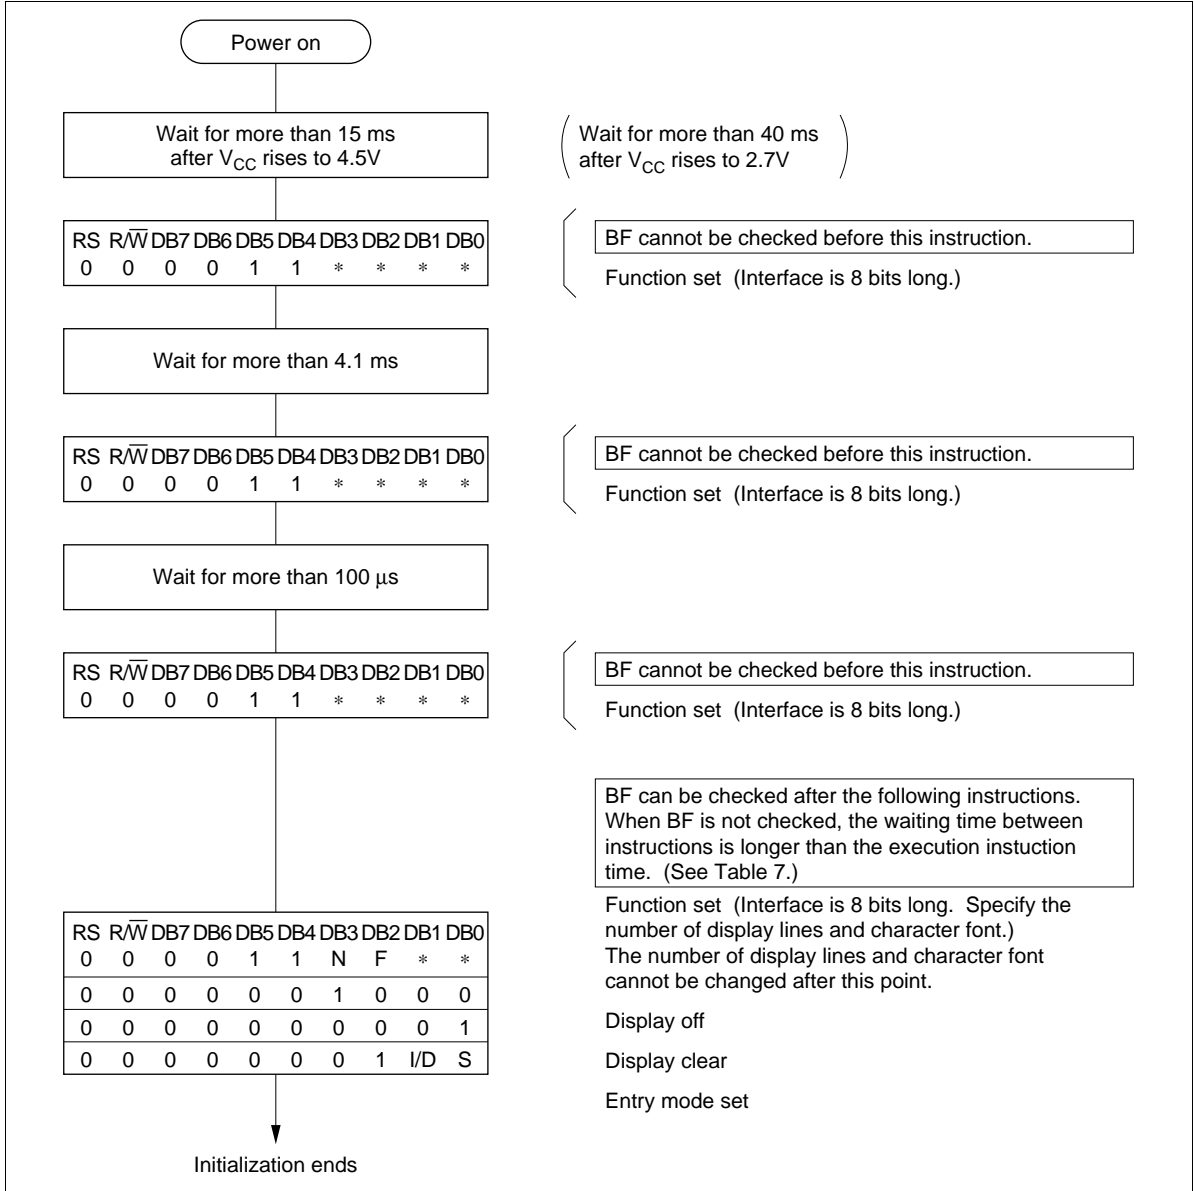 Power on
Wait for more than 15 ms
after VCC rises to 4.5V
Wait for more than 40 ms
after VCC rises to 2.7V
RS R/W̅ DB7 DB6 DB5 DB4 DB3 DB2 DB1 DB0
0 0 0 0 1 1 * * * *
BF cannot be checked before this instruction.
Function set (Interface is 8 bits long.)
Wait for more than 4.1 ms
RS R/W̅ DB7 DB6 DB5 DB4 DB3 DB2 DB1 DB0
0 0 0 0 1 1 * * * *
BF cannot be checked before this instruction.
Function set (Interface is 8 bits long.)
Wait for more than 100 µs
RS R/W̅ DB7 DB6 DB5 DB4 DB3 DB2 DB1 DB0
0 0 0 0 1 1 * * * *
BF cannot be checked before this instruction.
Function set (Interface is 8 bits long.)
BF can be checked after the following instructions.
When BF is not checked, the waiting time between
instructions is longer than the execution instuction
time. (See Table 7.)
RS R/W̅ DB7 DB6 DB5 DB4 DB3 DB2 DB1 DB0
0 0 0 0 1 1 N F * *
0 0 0 0 0 0 1 0 0 0
0 0 0 0 0 0 0 0 0 1
0 0 0 0 0 0 0 1 I/D S
Function set (Interface is 8 bits long. Specify the
number of display lines and character font.)
The number of display lines and character font
cannot be changed after this point.
Display off
Display clear
Entry mode set
Initialization ends